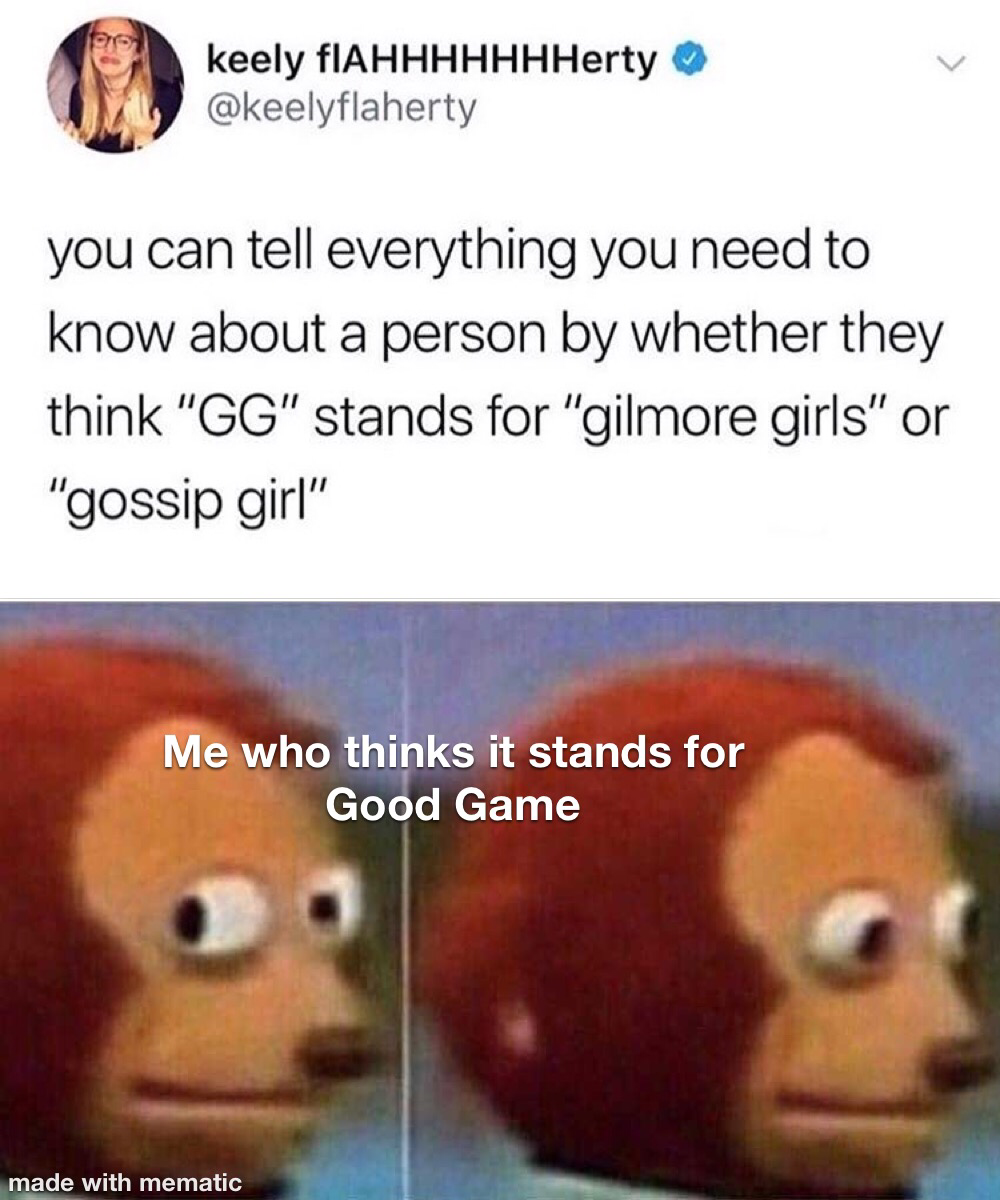 keely flAHHHHHHHerty
@keelyflaherty
you can tell everything you need to
know about a person by whether they
think "GG" stands for "gilmore girls" or
"gossip girl"
Me who thinks it stands for
Good Game
made with mematic